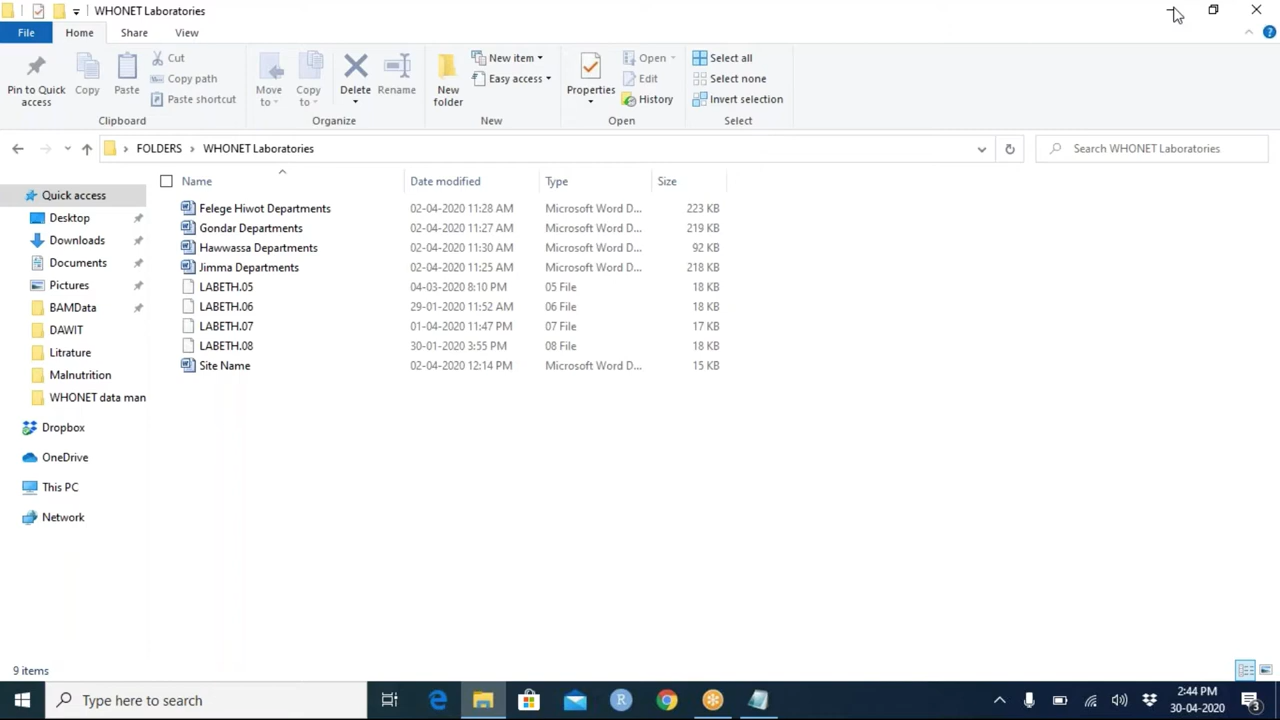 WHONET Laboratories
File Home Share View
Pin to Quick access
Copy
Paste
Cut
Copy path
Paste shortcut
Clipboard
Move to
Copy to
Delete
Rename
Organize
New folder
New item
Easy access
New
Properties
Open
Edit
History
Open
Select all
Select none
Invert selection
Select
FOLDERS > WHONET Laboratories
Search WHONET Laboratories
Name Date modified Type Size
Quick access
Desktop
Downloads
Documents
Pictures
BAMData
DAWIT
Litrature
Malnutrition
WHONET data man
Dropbox
OneDrive
This PC
Network
Felege Hiwot Departments 02-04-2020 11:28 AM Microsoft Word D... 223 KB
Gondar Departments 02-04-2020 11:27 AM Microsoft Word D... 219 KB
Hawwassa Departments 02-04-2020 11:30 AM Microsoft Word D... 92 KB
Jimma Departments 02-04-2020 11:25 AM Microsoft Word D... 218 KB
LABETH.05 04-03-2020 8:10 PM 05 File 18 KB
LABETH.06 29-01-2020 11:52 AM 06 File 18 KB
LABETH.07 01-04-2020 11:47 PM 07 File 17 KB
LABETH.08 30-01-2020 3:55 PM 08 File 18 KB
Site Name 02-04-2020 12:14 PM Microsoft Word D... 15 KB
9 items
Type here to search
R
2:44 PM
30-04-2020
3